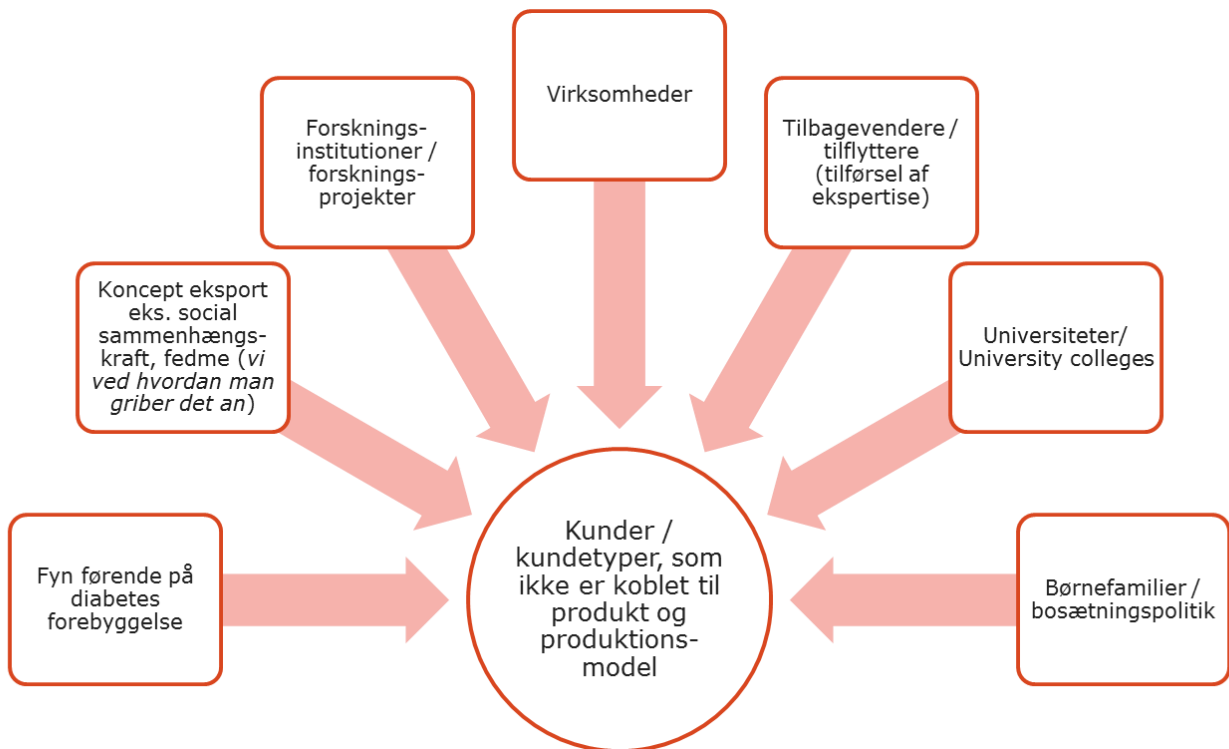 Virksomheder
Forsknings-
institutioner /
forsknings-
projekter
Tilbagevendere /
tilflyttere
(tilførsel af
ekspertise)
Koncept eksport
eks. social
sammenhængs-
kraft, fedme (vi
ved hvordan man
griber det an)
Universiteter/
University colleges
Fyn førende på
diabetes
forebyggelse
Kunder /
kundetyper, som
ikke er koblet til
produkt og
produktions-
model
Børnefamilier /
bosætningspolitik